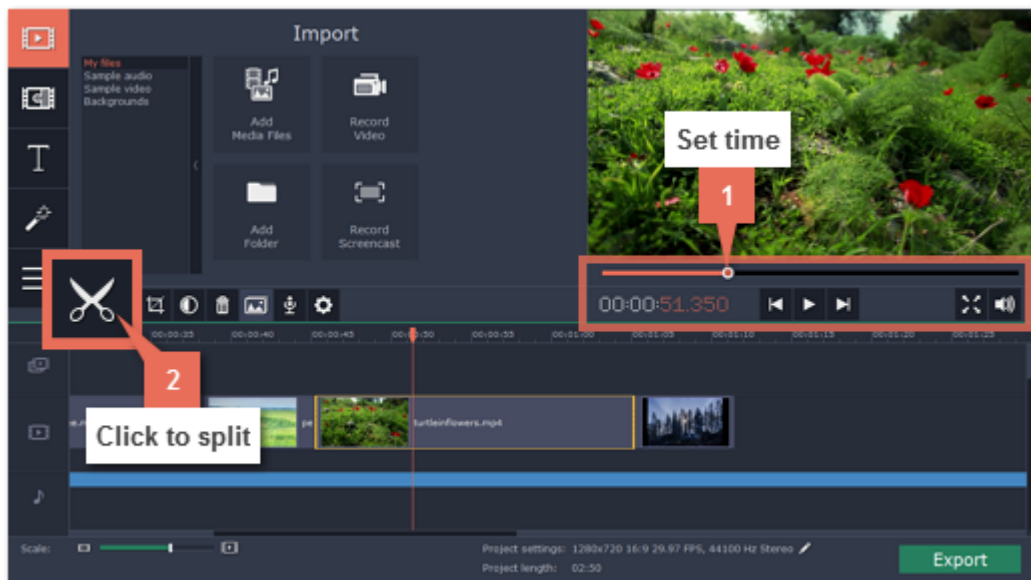 Import
My files
Sample audio
Sample video
Backgrounds
Add
Media Files
Record
Video
Add
Folder
Record
Screencast
Set time
1
00:00:51.350
00:00:35 00:00:40 00:00:45 00:00:50 00:00:55 00:01:00 00:01:05 00:01:10 00:01:15 00:01:20 00:01:25
2
Click to split
turtleinflowers.mp4
Scale:
Project settings: 1280x720 16:9 29.97 FPS, 44100 Hz Stereo
Project length: 02:50
Export